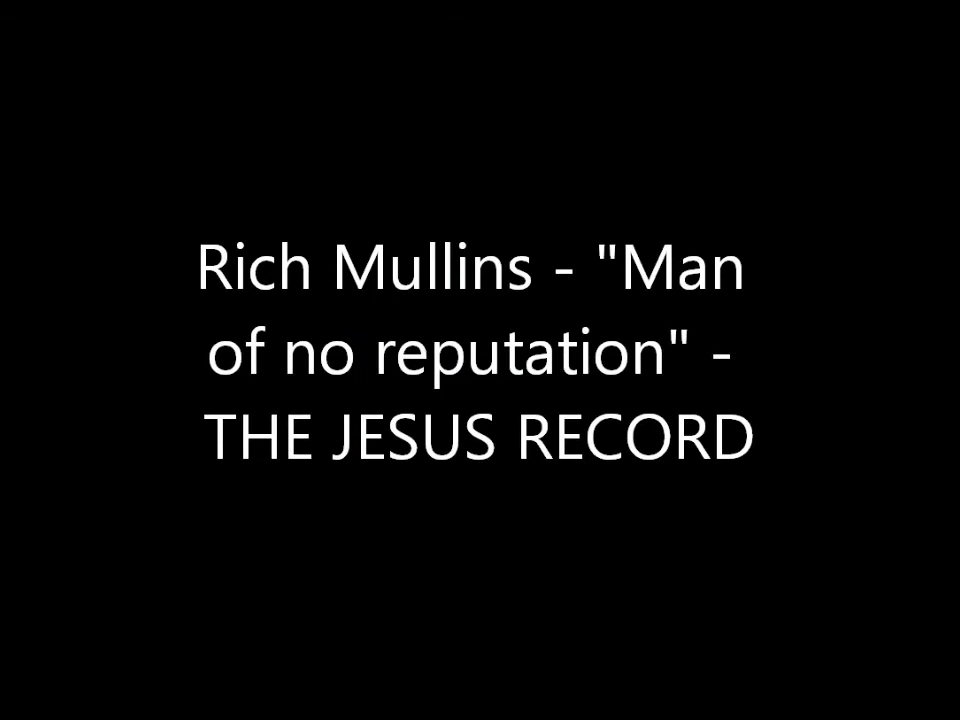 Rich Mullins - "Man
of no reputation" -
THE JESUS RECORD